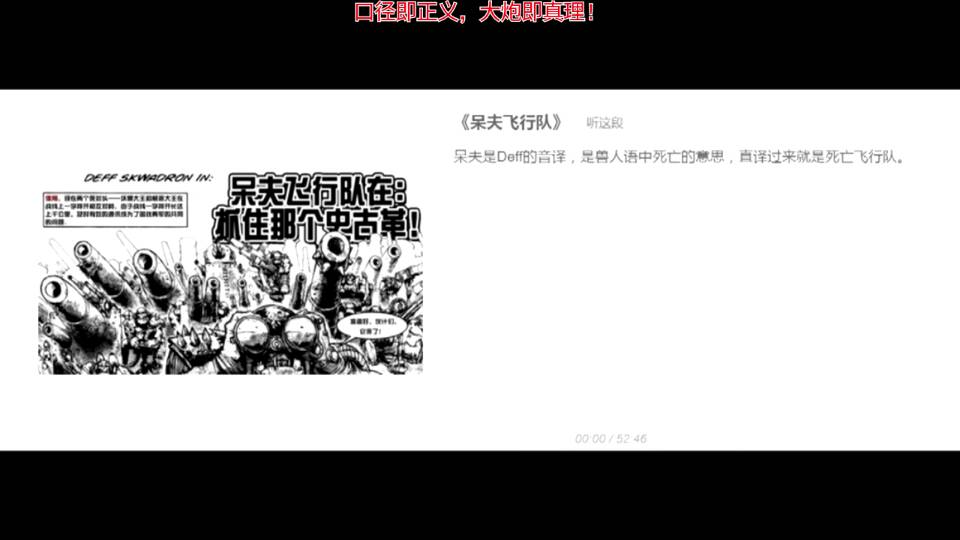 口径即正义，大炮即真理！
《呆夫飞行队》 听这段
呆夫是Deff的音译，是兽人语中死亡的意思，直译过来就是死亡飞行队。
DEFF SKWADRON IN:
呆夫飞行队在：
抓住那个史古革！
00:00 / 52:46